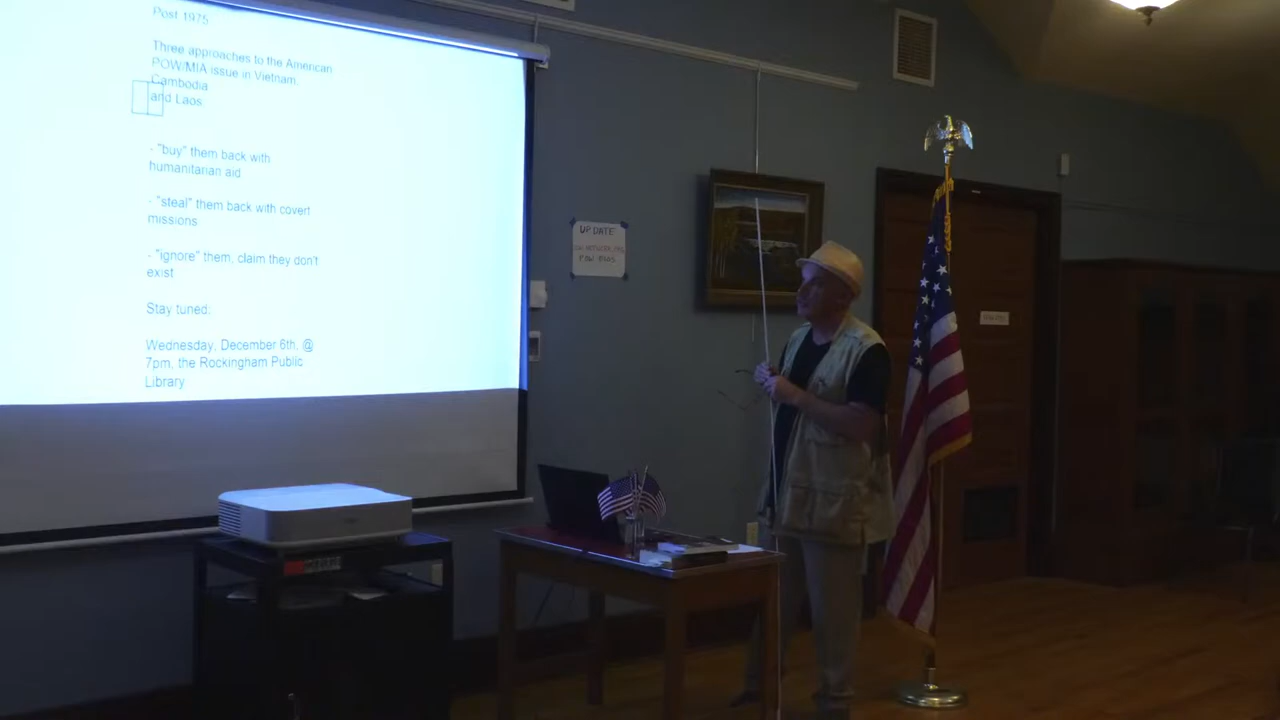 Post 1975
Three approaches to the American
POW/MIA issue in Vietnam,
Cambodia
and Laos
- "buy" them back with
humanitarian aid
- "steal" them back with covert
missions
- "ignore" them, claim they don't
exist
Stay tuned.
Wednesday, December 6th, @
7pm, the Rockingham Public
Library
UPDATE